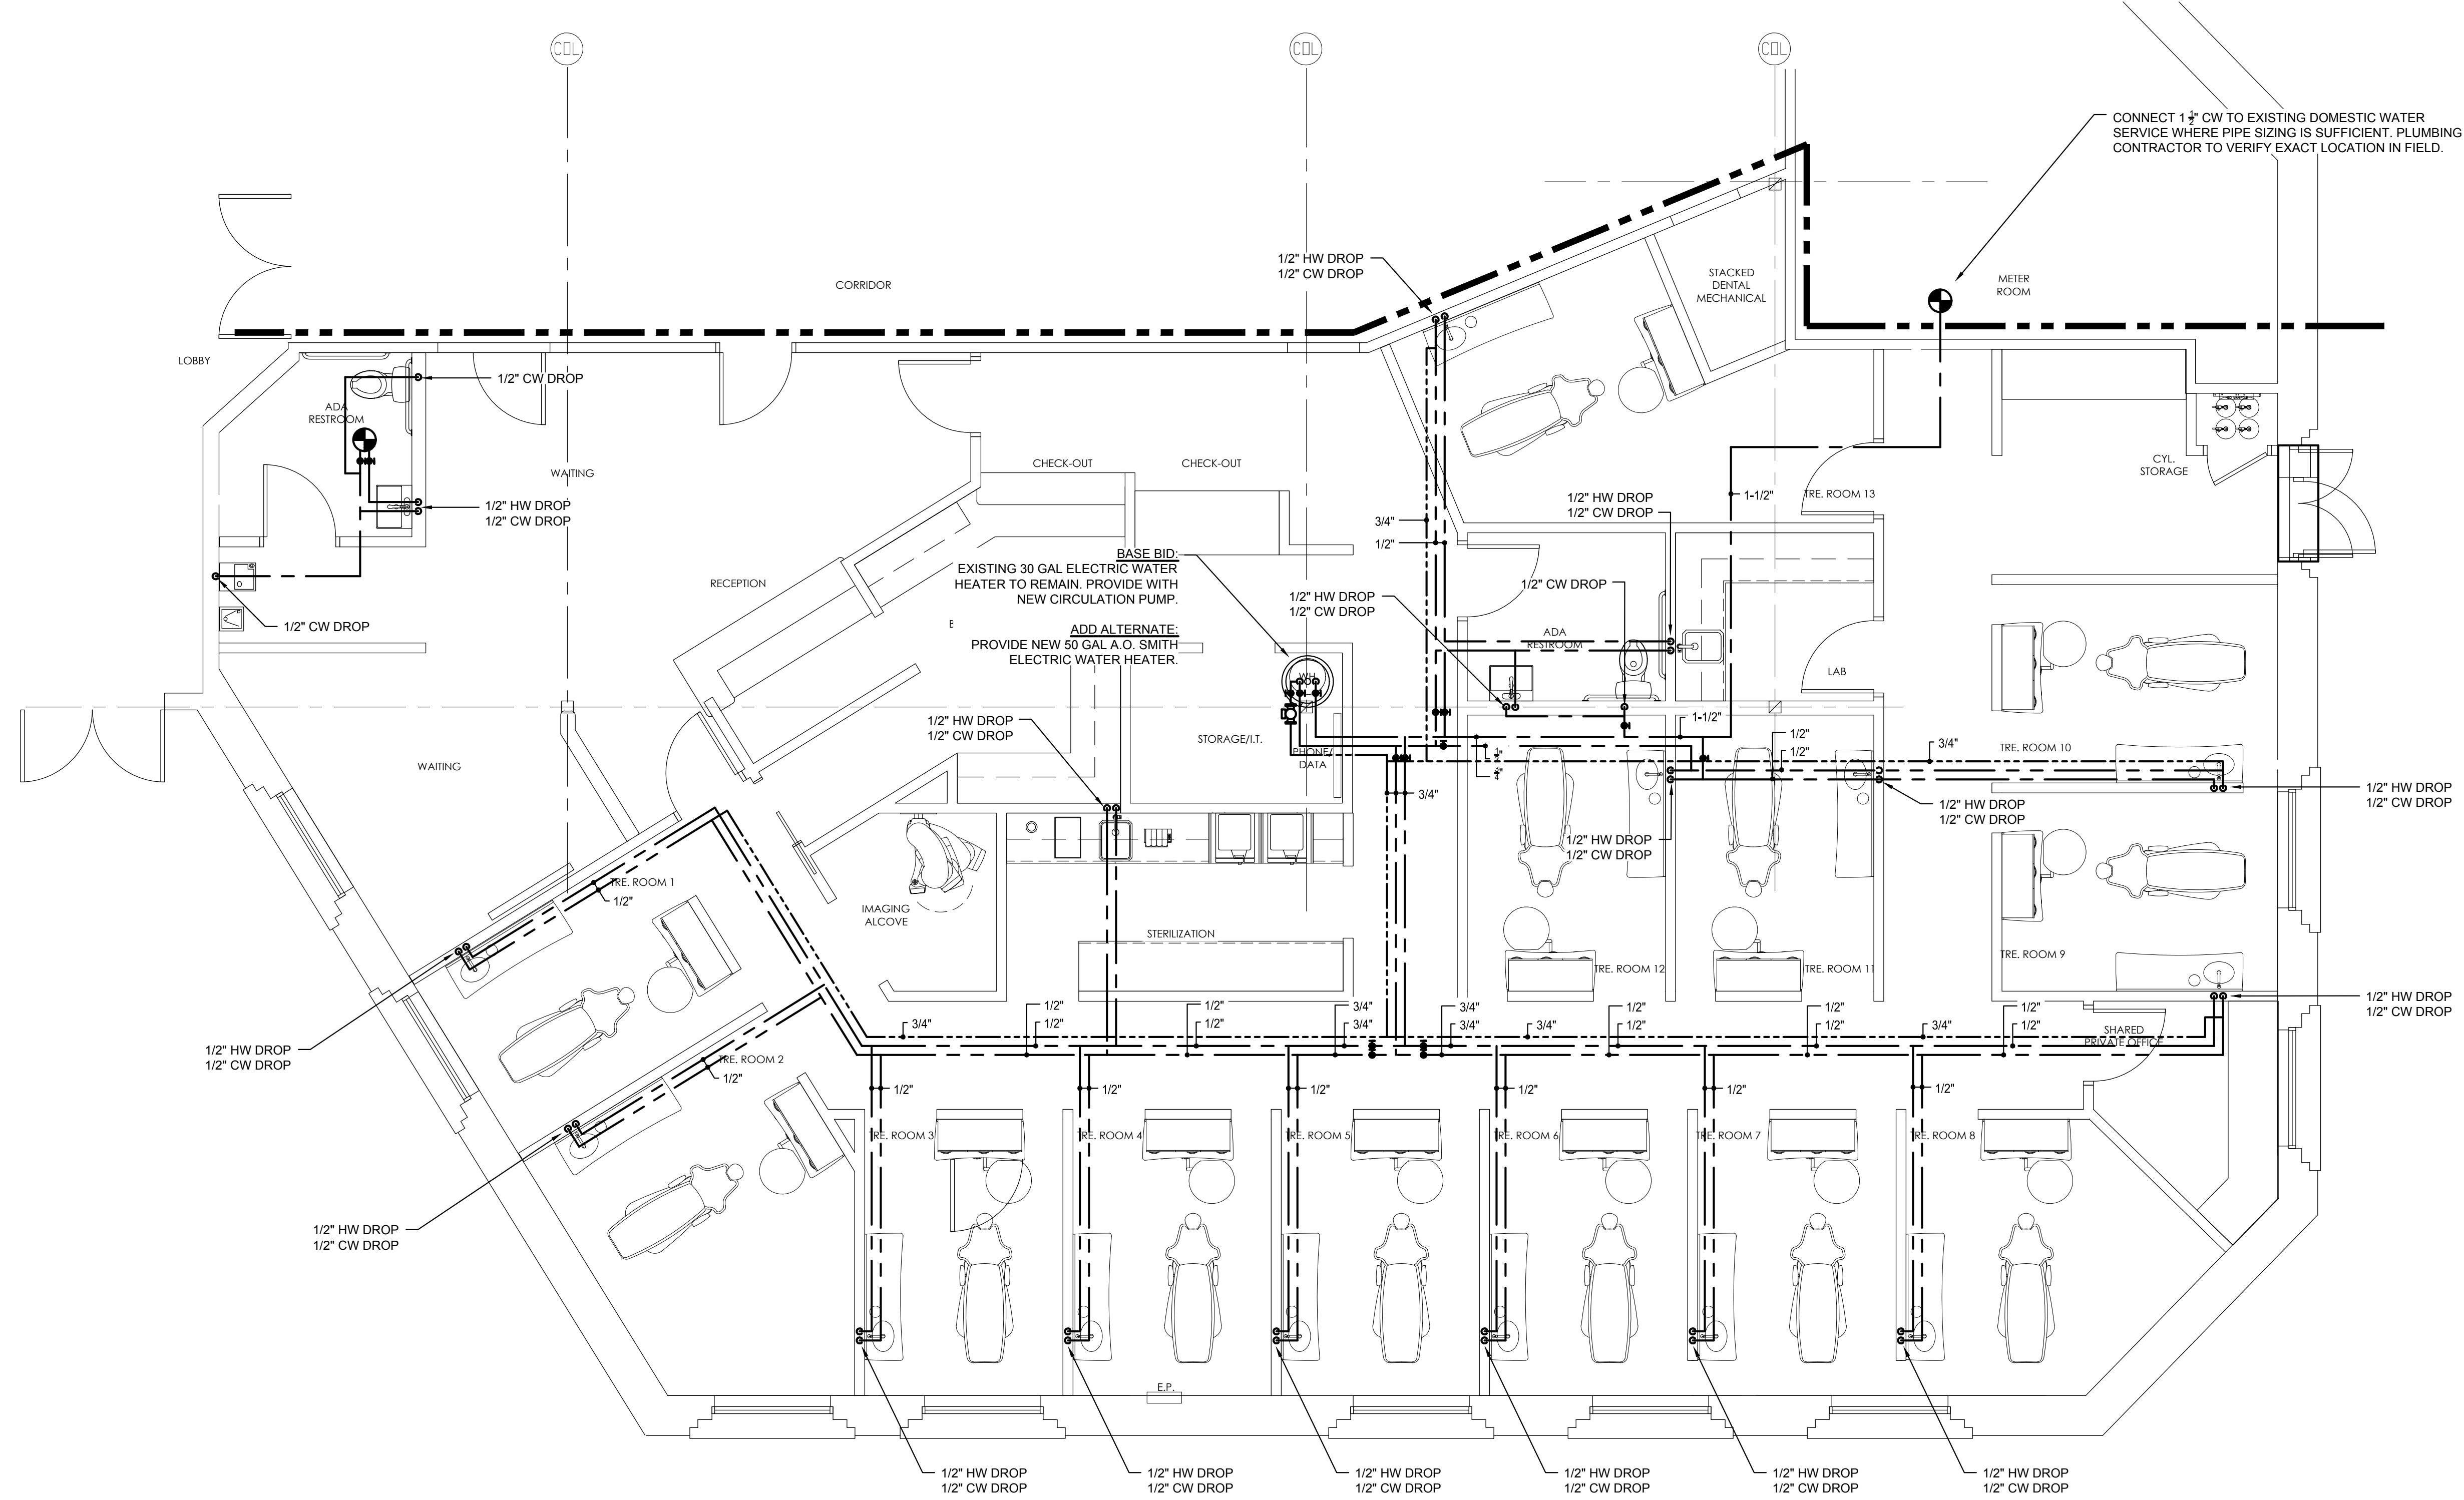 COL
COL
COL
CONNECT 1 1/2" CW TO EXISTING DOMESTIC WATER
SERVICE WHERE PIPE SIZING IS SUFFICIENT. PLUMBING
CONTRACTOR TO VERIFY EXACT LOCATION IN FIELD.
1/2" HW DROP
1/2" CW DROP
STACKED
DENTAL
MECHANICAL
METER
ROOM
CORRIDOR
LOBBY
1/2" CW DROP
ADA
RESTROOM
WAITING
CHECK-OUT
CHECK-OUT
CYL.
STORAGE
1/2" HW DROP
1/2" CW DROP
1/2" HW DROP
1/2" CW DROP
1-1/2"
TRE. ROOM 13
3/4"
1/2"
BASE BID:
EXISTING 30 GAL ELECTRIC WATER
HEATER TO REMAIN. PROVIDE WITH
NEW CIRCULATION PUMP.
RECEPTION
1/2" CW DROP
1/2" HW DROP
1/2" CW DROP
1/2" CW DROP
ADD ALTERNATE:
PROVIDE NEW 50 GAL A.O. SMITH
ELECTRIC WATER HEATER.
ADA
RESTROOM
LAB
WH
1/2" HW DROP
1/2" CW DROP
1-1/2"
STORAGE/I.T.
PHONE/
DATA
1/2"
1/2"
3/4"
TRE. ROOM 10
WAITING
3/4"
1/2" HW DROP
1/2" CW DROP
1/2" HW DROP
1/2" CW DROP
1/2" HW DROP
1/2" CW DROP
TRE. ROOM 1
1/2"
IMAGING
ALCOVE
STERILIZATION
TRE. ROOM 12
TRE. ROOM 11
TRE. ROOM 9
1/2" HW DROP
1/2" CW DROP
1/2"
1/2"
3/4"
3/4"
1/2"
1/2"
1/2"
3/4"
1/2"
1/2"
3/4"
3/4"
3/4"
1/2"
1/2"
3/4"
1/2"
SHARED
PRIVATE OFFICE
1/2" HW DROP
1/2" CW DROP
TRE. ROOM 2
1/2"
1/2"
1/2"
1/2"
1/2"
1/2"
1/2"
TRE. ROOM 3
TRE. ROOM 4
TRE. ROOM 5
TRE. ROOM 6
TRE. ROOM 7
TRE. ROOM 8
1/2" HW DROP
1/2" CW DROP
E.P.
1/2" HW DROP
1/2" CW DROP
1/2" HW DROP
1/2" CW DROP
1/2" HW DROP
1/2" CW DROP
1/2" HW DROP
1/2" CW DROP
1/2" HW DROP
1/2" CW DROP
1/2" HW DROP
1/2" CW DROP